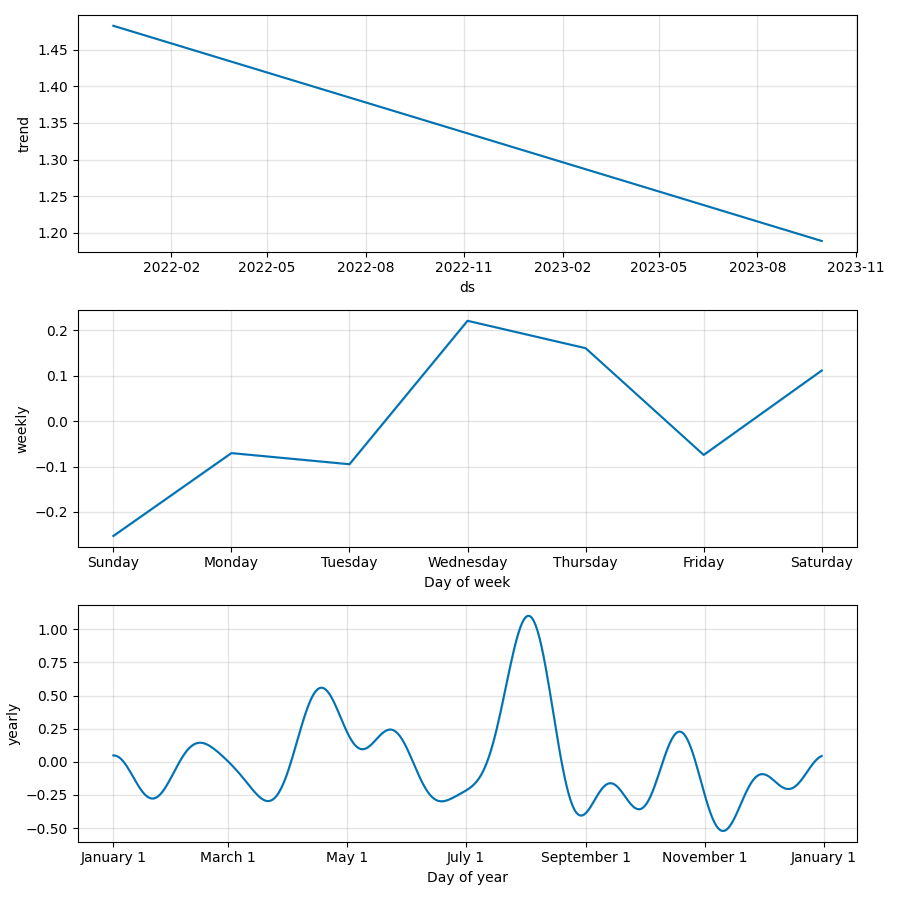 1.45
1.40
1.35
1.30
1.25
1.20
trend
2022-02 2022-05 2022-08 2022-11 2023-02 2023-05 2023-08 2023-11
ds
0.2
0.1
0.0
−0.1
−0.2
weekly
Sunday Monday Tuesday Wednesday Thursday Friday Saturday
Day of week
1.00
0.75
0.50
0.25
0.00
−0.25
−0.50
yearly
January 1 March 1 May 1 July 1 September 1 November 1 January 1
Day of year